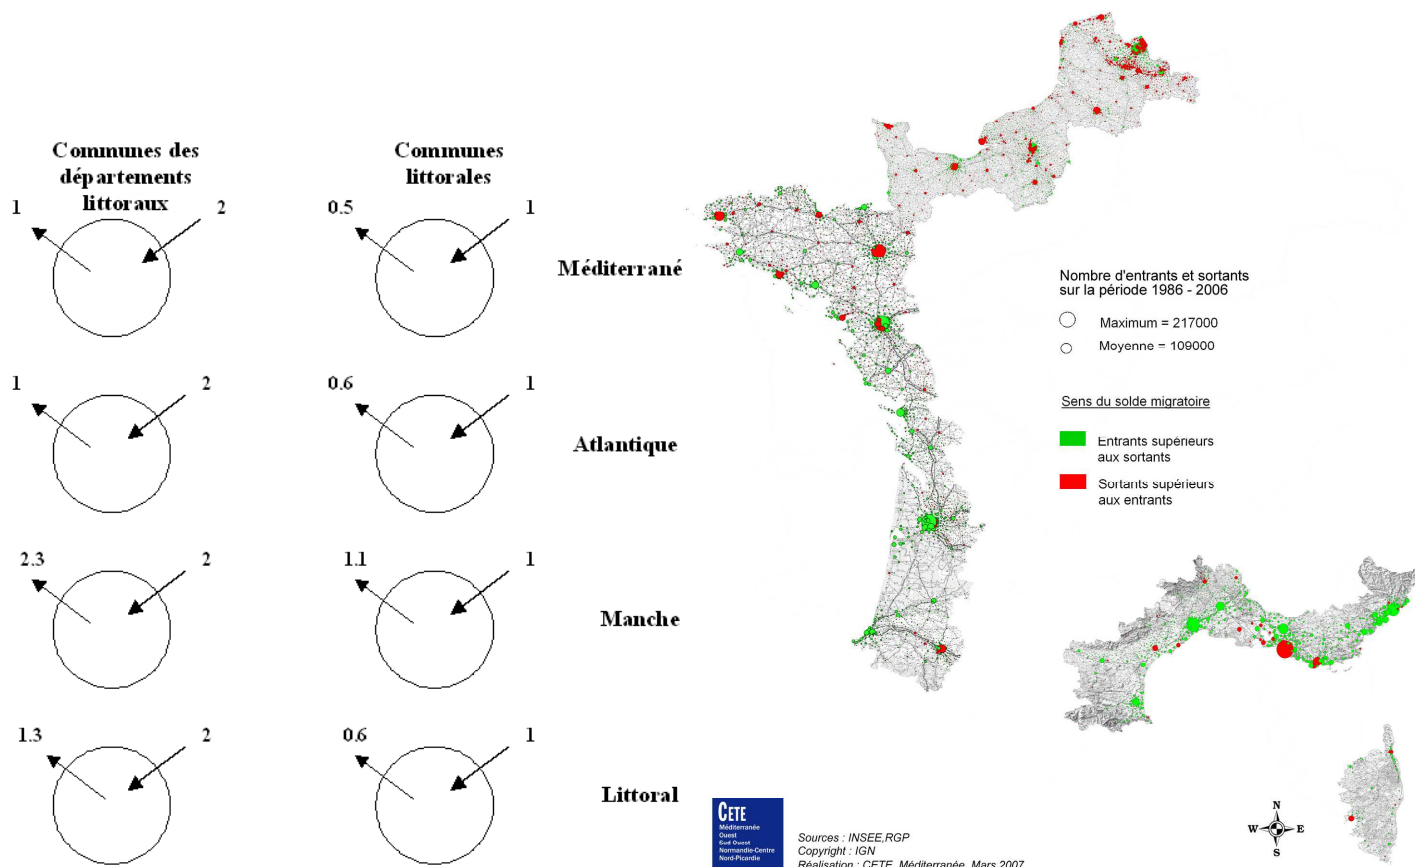 Communes des
départements
littoraux
Communes
littorales
1
2
0.5
1
Méditerrané
1
2
0.6
1
Atlantique
2.3
2
1.1
1
Manche
1.3
2
0.6
1
Littoral
Nombre d'entrants et sortants
sur la période 1986 - 2006
Maximum = 217000
Moyenne = 109000
Sens du solde migratoire
Entrants supérieurs
aux sortants
Sortants supérieurs
aux entrants
CETE
Méditerranée
Ouest
Sud Ouest
Normandie-Centre
Nord-Picardie
Sources : INSEE,RGP
Copyright : IGN
Réalisation : CETE Méditerranée, Mars 2007
N
W
E
S